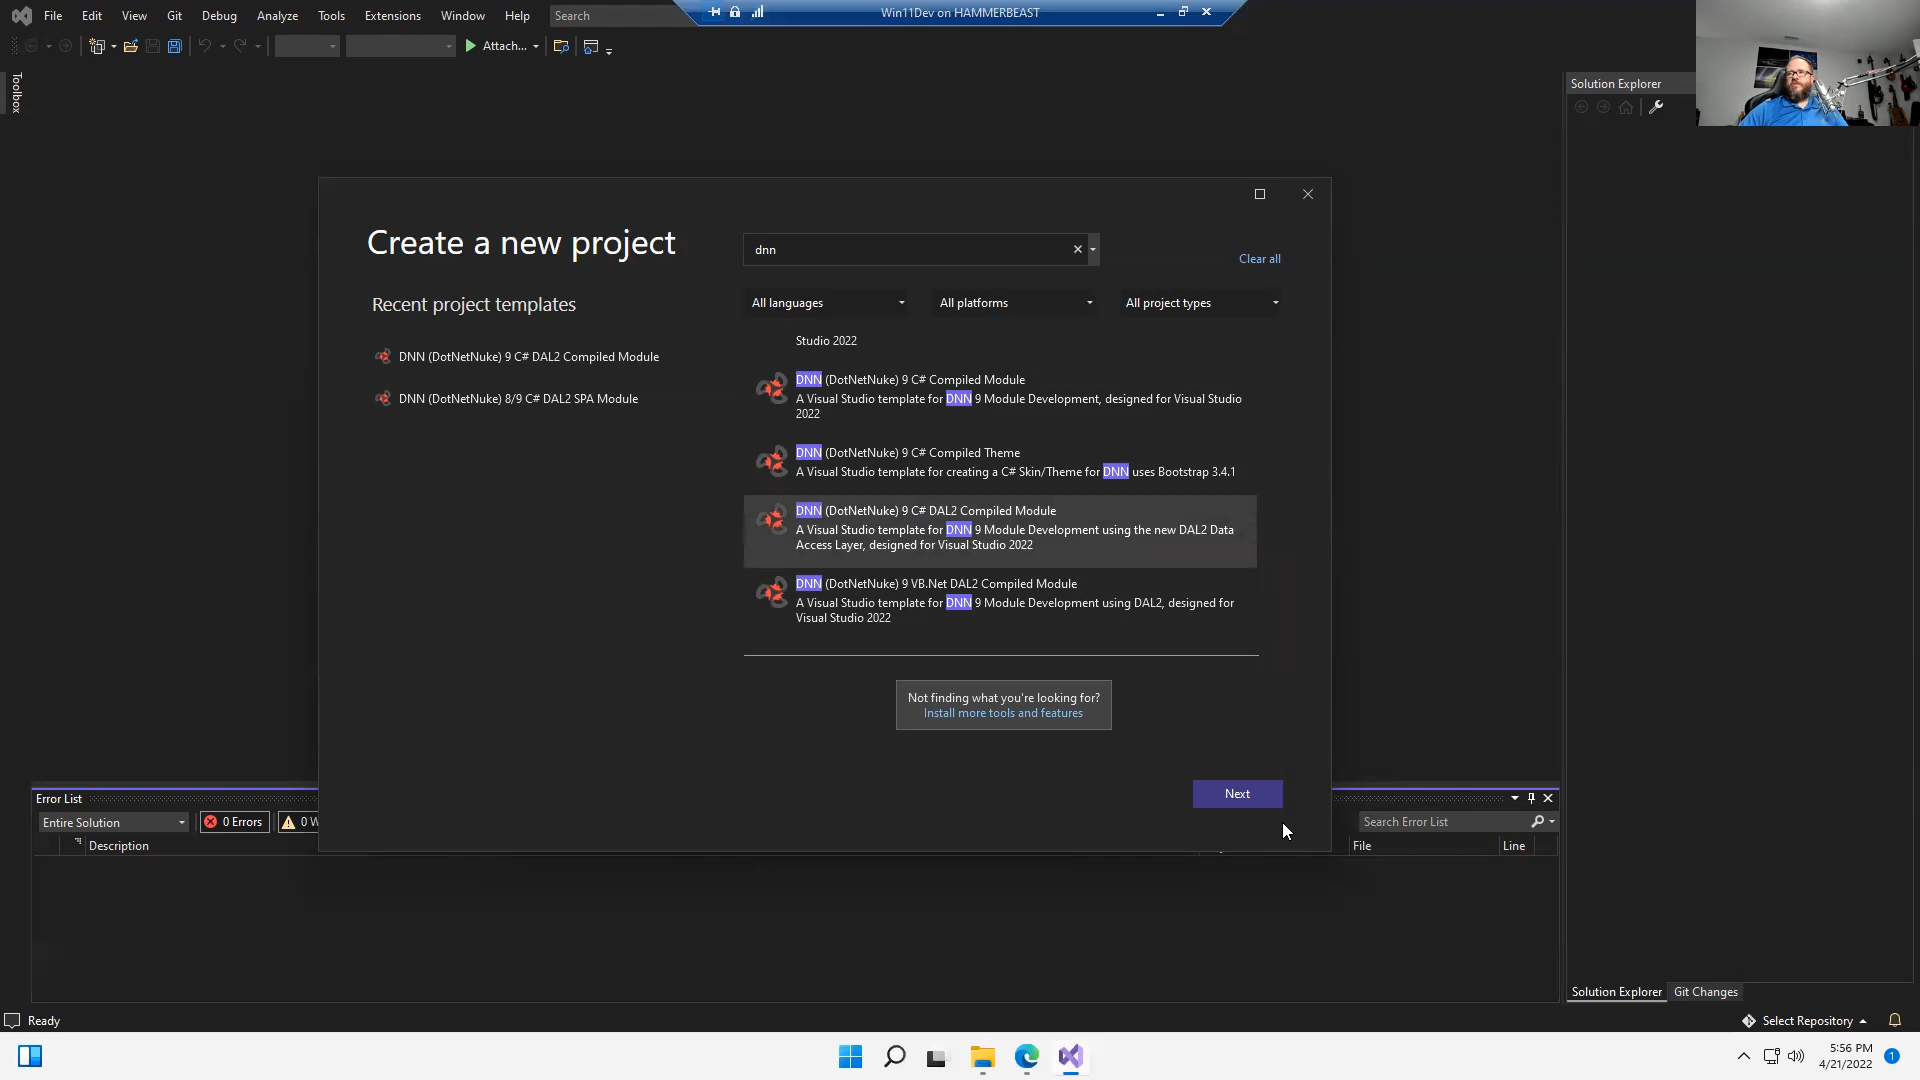 File Edit View Git Debug Analyze Tools Extensions Window Help Search
Win11Dev on HAMMERBEAST
Attach...
Toolbox
Solution Explorer
Create a new project
dnn
Clear all
Recent project templates
All languages All platforms All project types
DNN (DotNetNuke) 9 C# DAL2 Compiled Module
DNN (DotNetNuke) 8/9 C# DAL2 SPA Module
Studio 2022
DNN (DotNetNuke) 9 C# Compiled Module
A Visual Studio template for DNN 9 Module Development, designed for Visual Studio
2022
DNN (DotNetNuke) 9 C# Compiled Theme
A Visual Studio template for creating a C# Skin/Theme for DNN uses Bootstrap 3.4.1
DNN (DotNetNuke) 9 C# DAL2 Compiled Module
A Visual Studio template for DNN 9 Module Development using the new DAL2 Data
Access Layer, designed for Visual Studio 2022
DNN (DotNetNuke) 9 VB.Net DAL2 Compiled Module
A Visual Studio template for DNN 9 Module Development using DAL2, designed for
Visual Studio 2022
Not finding what you're looking for?
Install more tools and features
Next
Error List
Entire Solution 0 Errors 0 W Search Error List
Description File Line
Solution Explorer Git Changes
Ready Select Repository
5:56 PM
4/21/2022
1